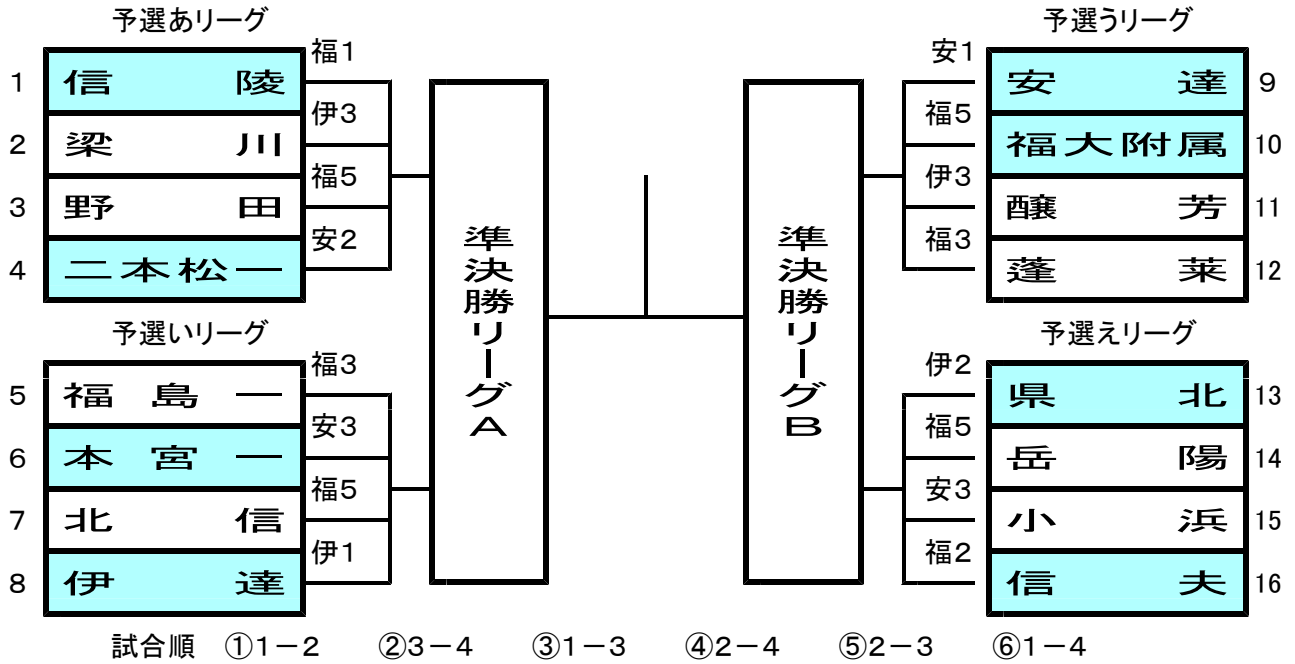 予選あリーグ
1 信陵 福1
2 梁川 伊3
3 野田 福5
4 二本松一 安2
予選いリーグ
5 福島一 福3
6 本宮一 安3
7 北信 福5
8 伊達 伊1
準決勝リーグA
準決勝リーグB
予選うリーグ
安1 安達 9
福5 福大附属 10
伊3 醸芳 11
福3 蓬莱 12
予選えリーグ
伊2 県北 13
福5 岳陽 14
安3 小浜 15
福2 信夫 16
試合順 ①1－2 ②3－4 ③1－3 ④2－4 ⑤2－3 ⑥1－4